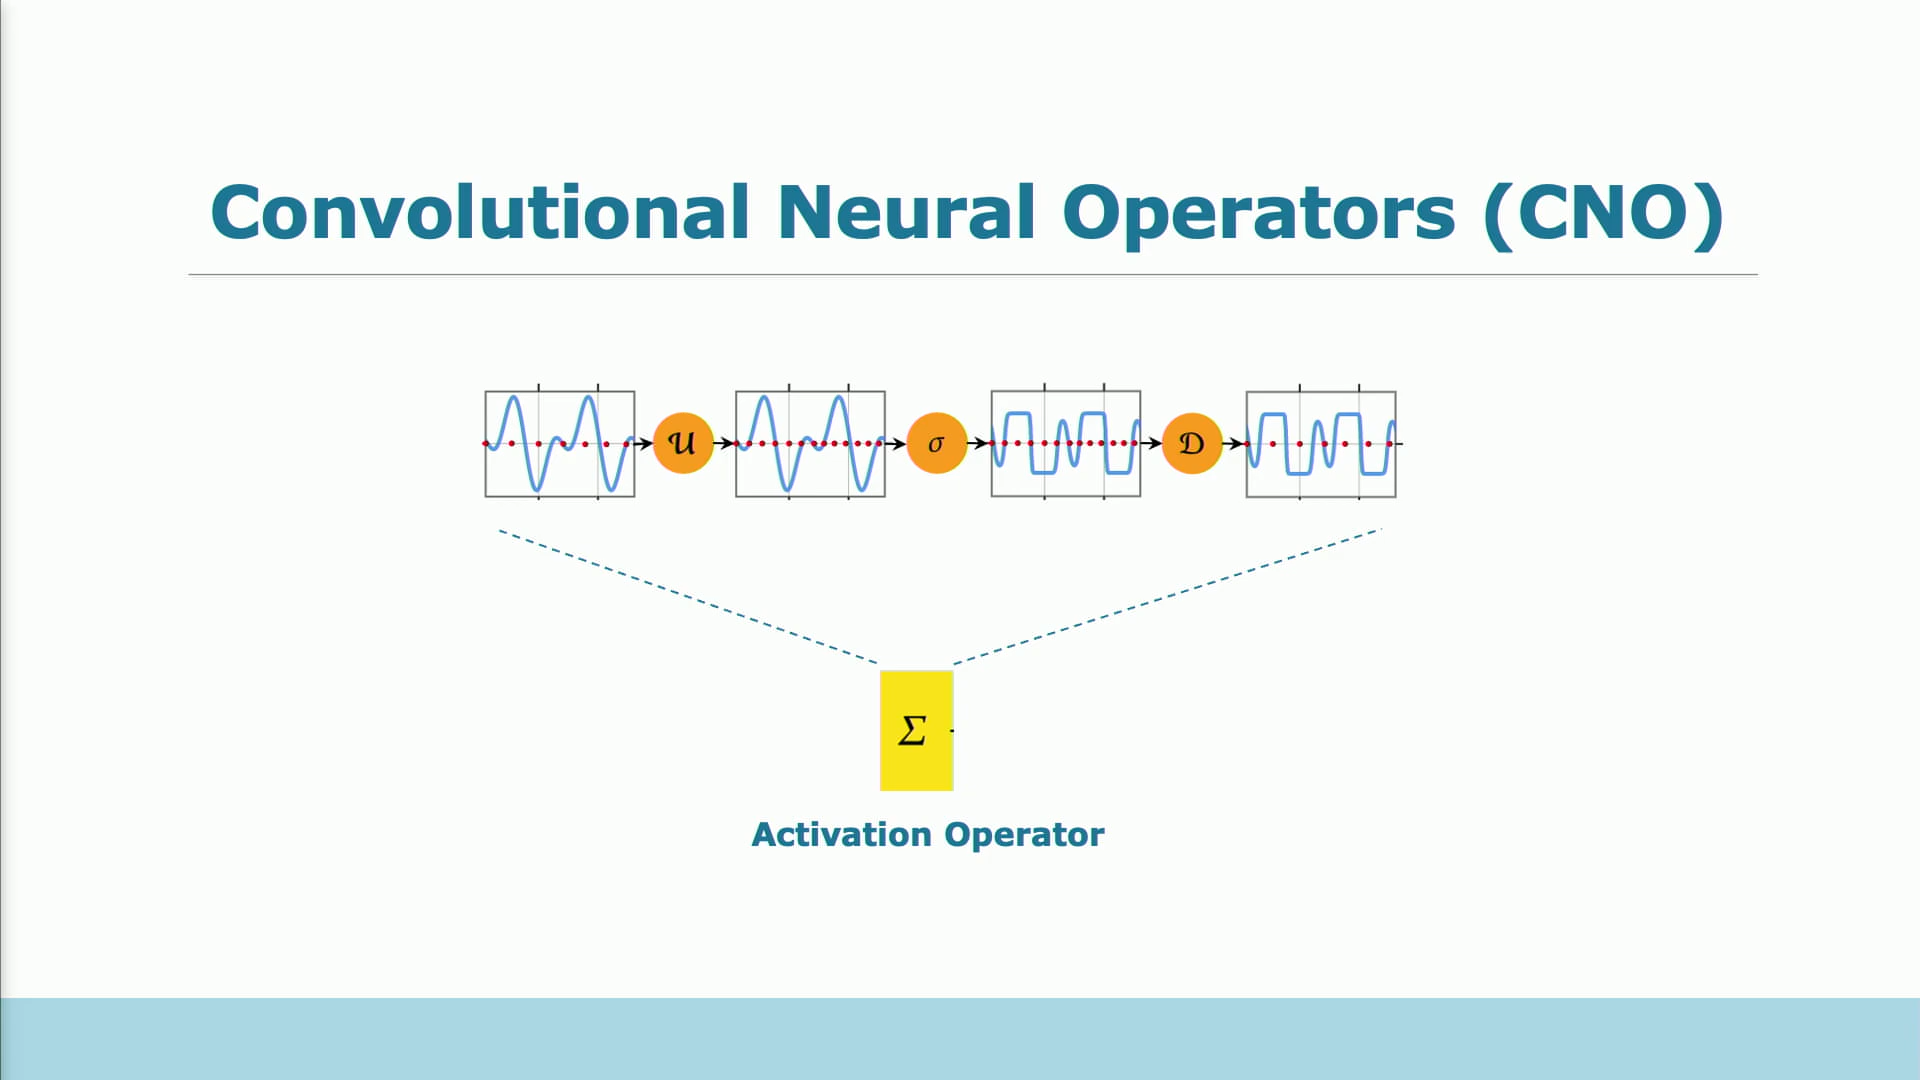 Convolutional Neural Operators (CNO)
𝒰 σ 𝒟
Σ
Activation Operator